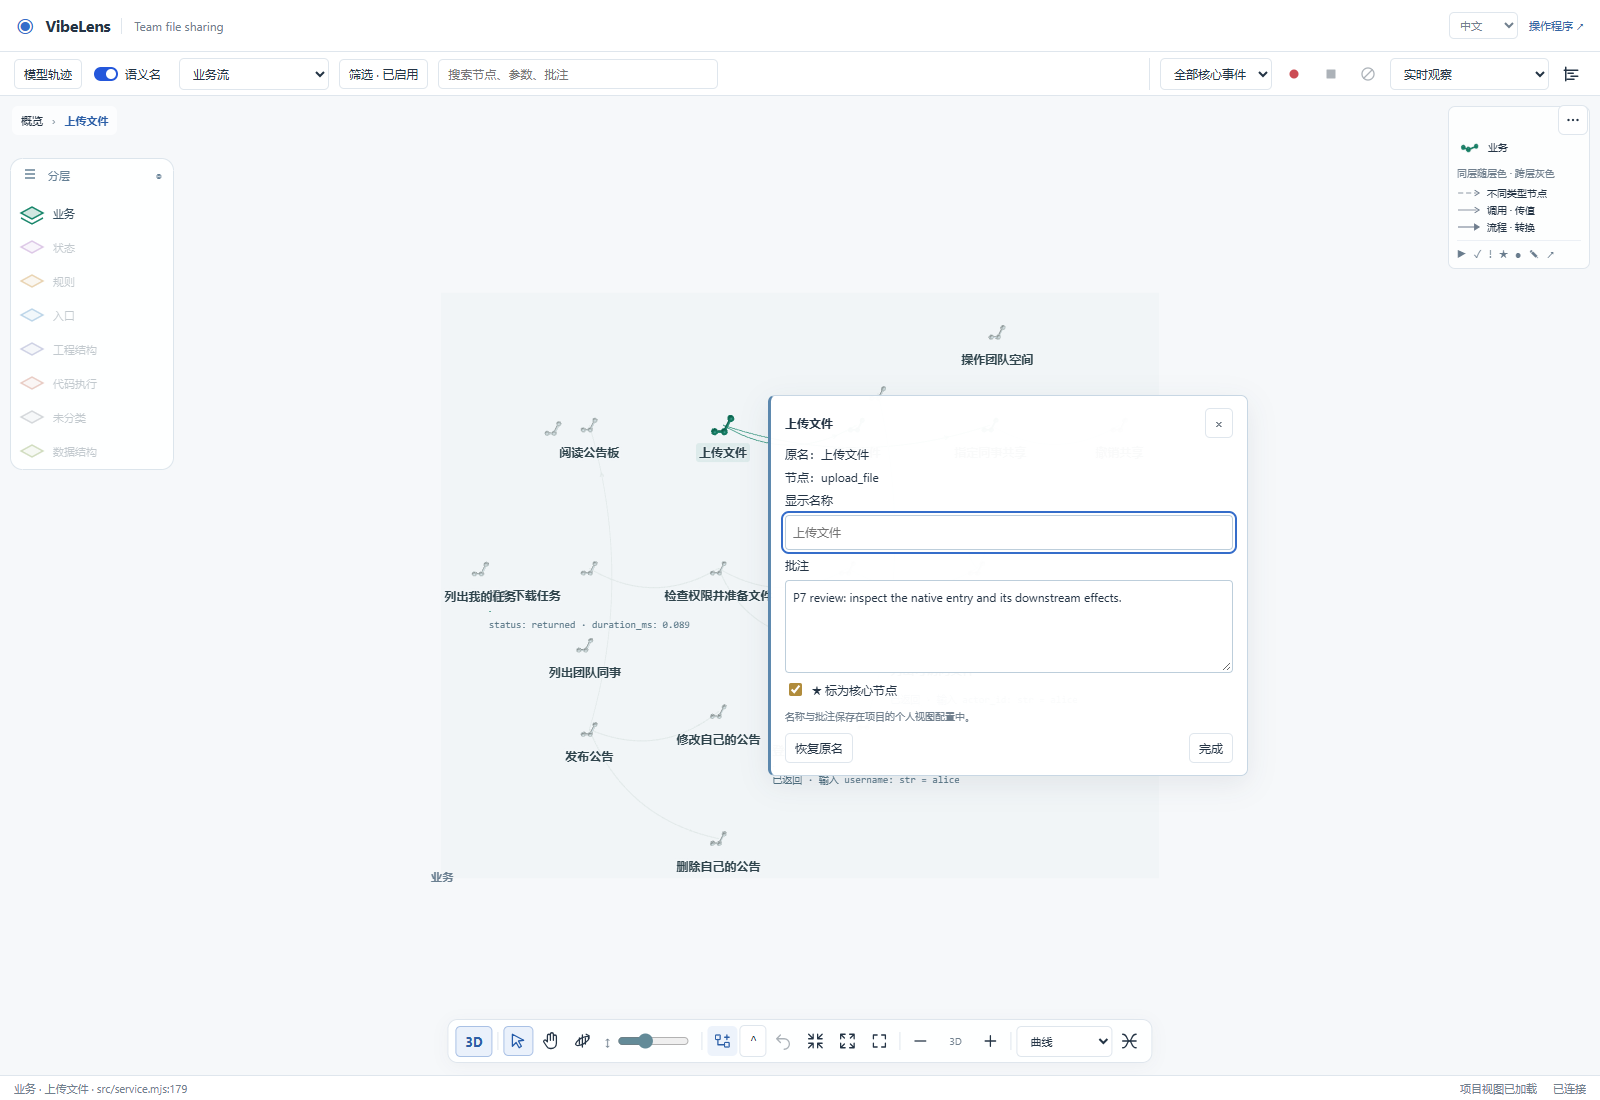 VibeLens
Team file sharing
中文
操作程序 ↗
模型轨迹
语义名
业务流
筛选 · 已启用
搜索节点、参数、批注
全部核心事件
实时观察
概览 › 上传文件
分层
业务
状态
规则
入口
工程结构
代码执行
未分类
数据结构
业务
同层随层色 · 跨层灰色
不同类型节点
调用 · 传值
流程 · 转换
操作团队空间
阅读公告板
上传文件
列出我的任务
下载任务
检查权限并准备文件
status: returned · duration_ms: 0.089
列出团队同事
发布公告
修改自己的公告
删除自己的公告
业务
上传文件
×
原名：上传文件
节点：upload_file
显示名称
上传文件
批注
P7 review: inspect the native entry and its downstream effects.
★ 标为核心节点
名称与批注保存在项目的个人视图配置中。
恢复原名
完成
已返回 · 输入 username: str = alice
3D
3D
曲线
业务 · 上传文件 · src/service.mjs:179
项目视图已加载
已连接